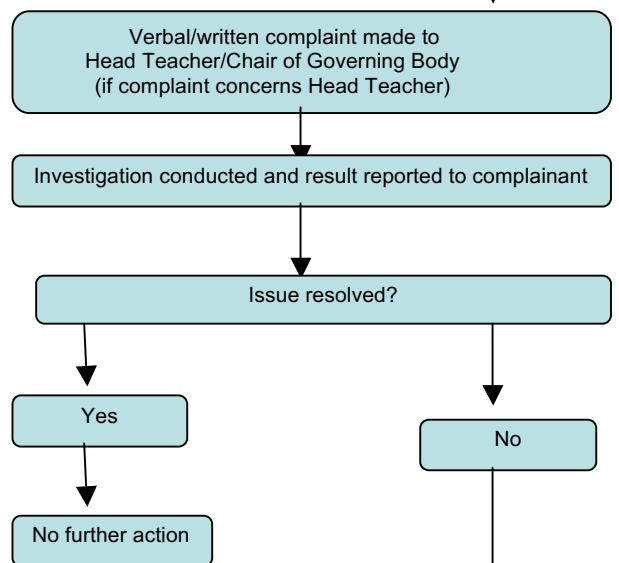 Verbal/written complaint made to
Head Teacher/Chair of Governing Body
(if complaint concerns Head Teacher)
Investigation conducted and result reported to complainant
Issue resolved?
Yes
No
No further action